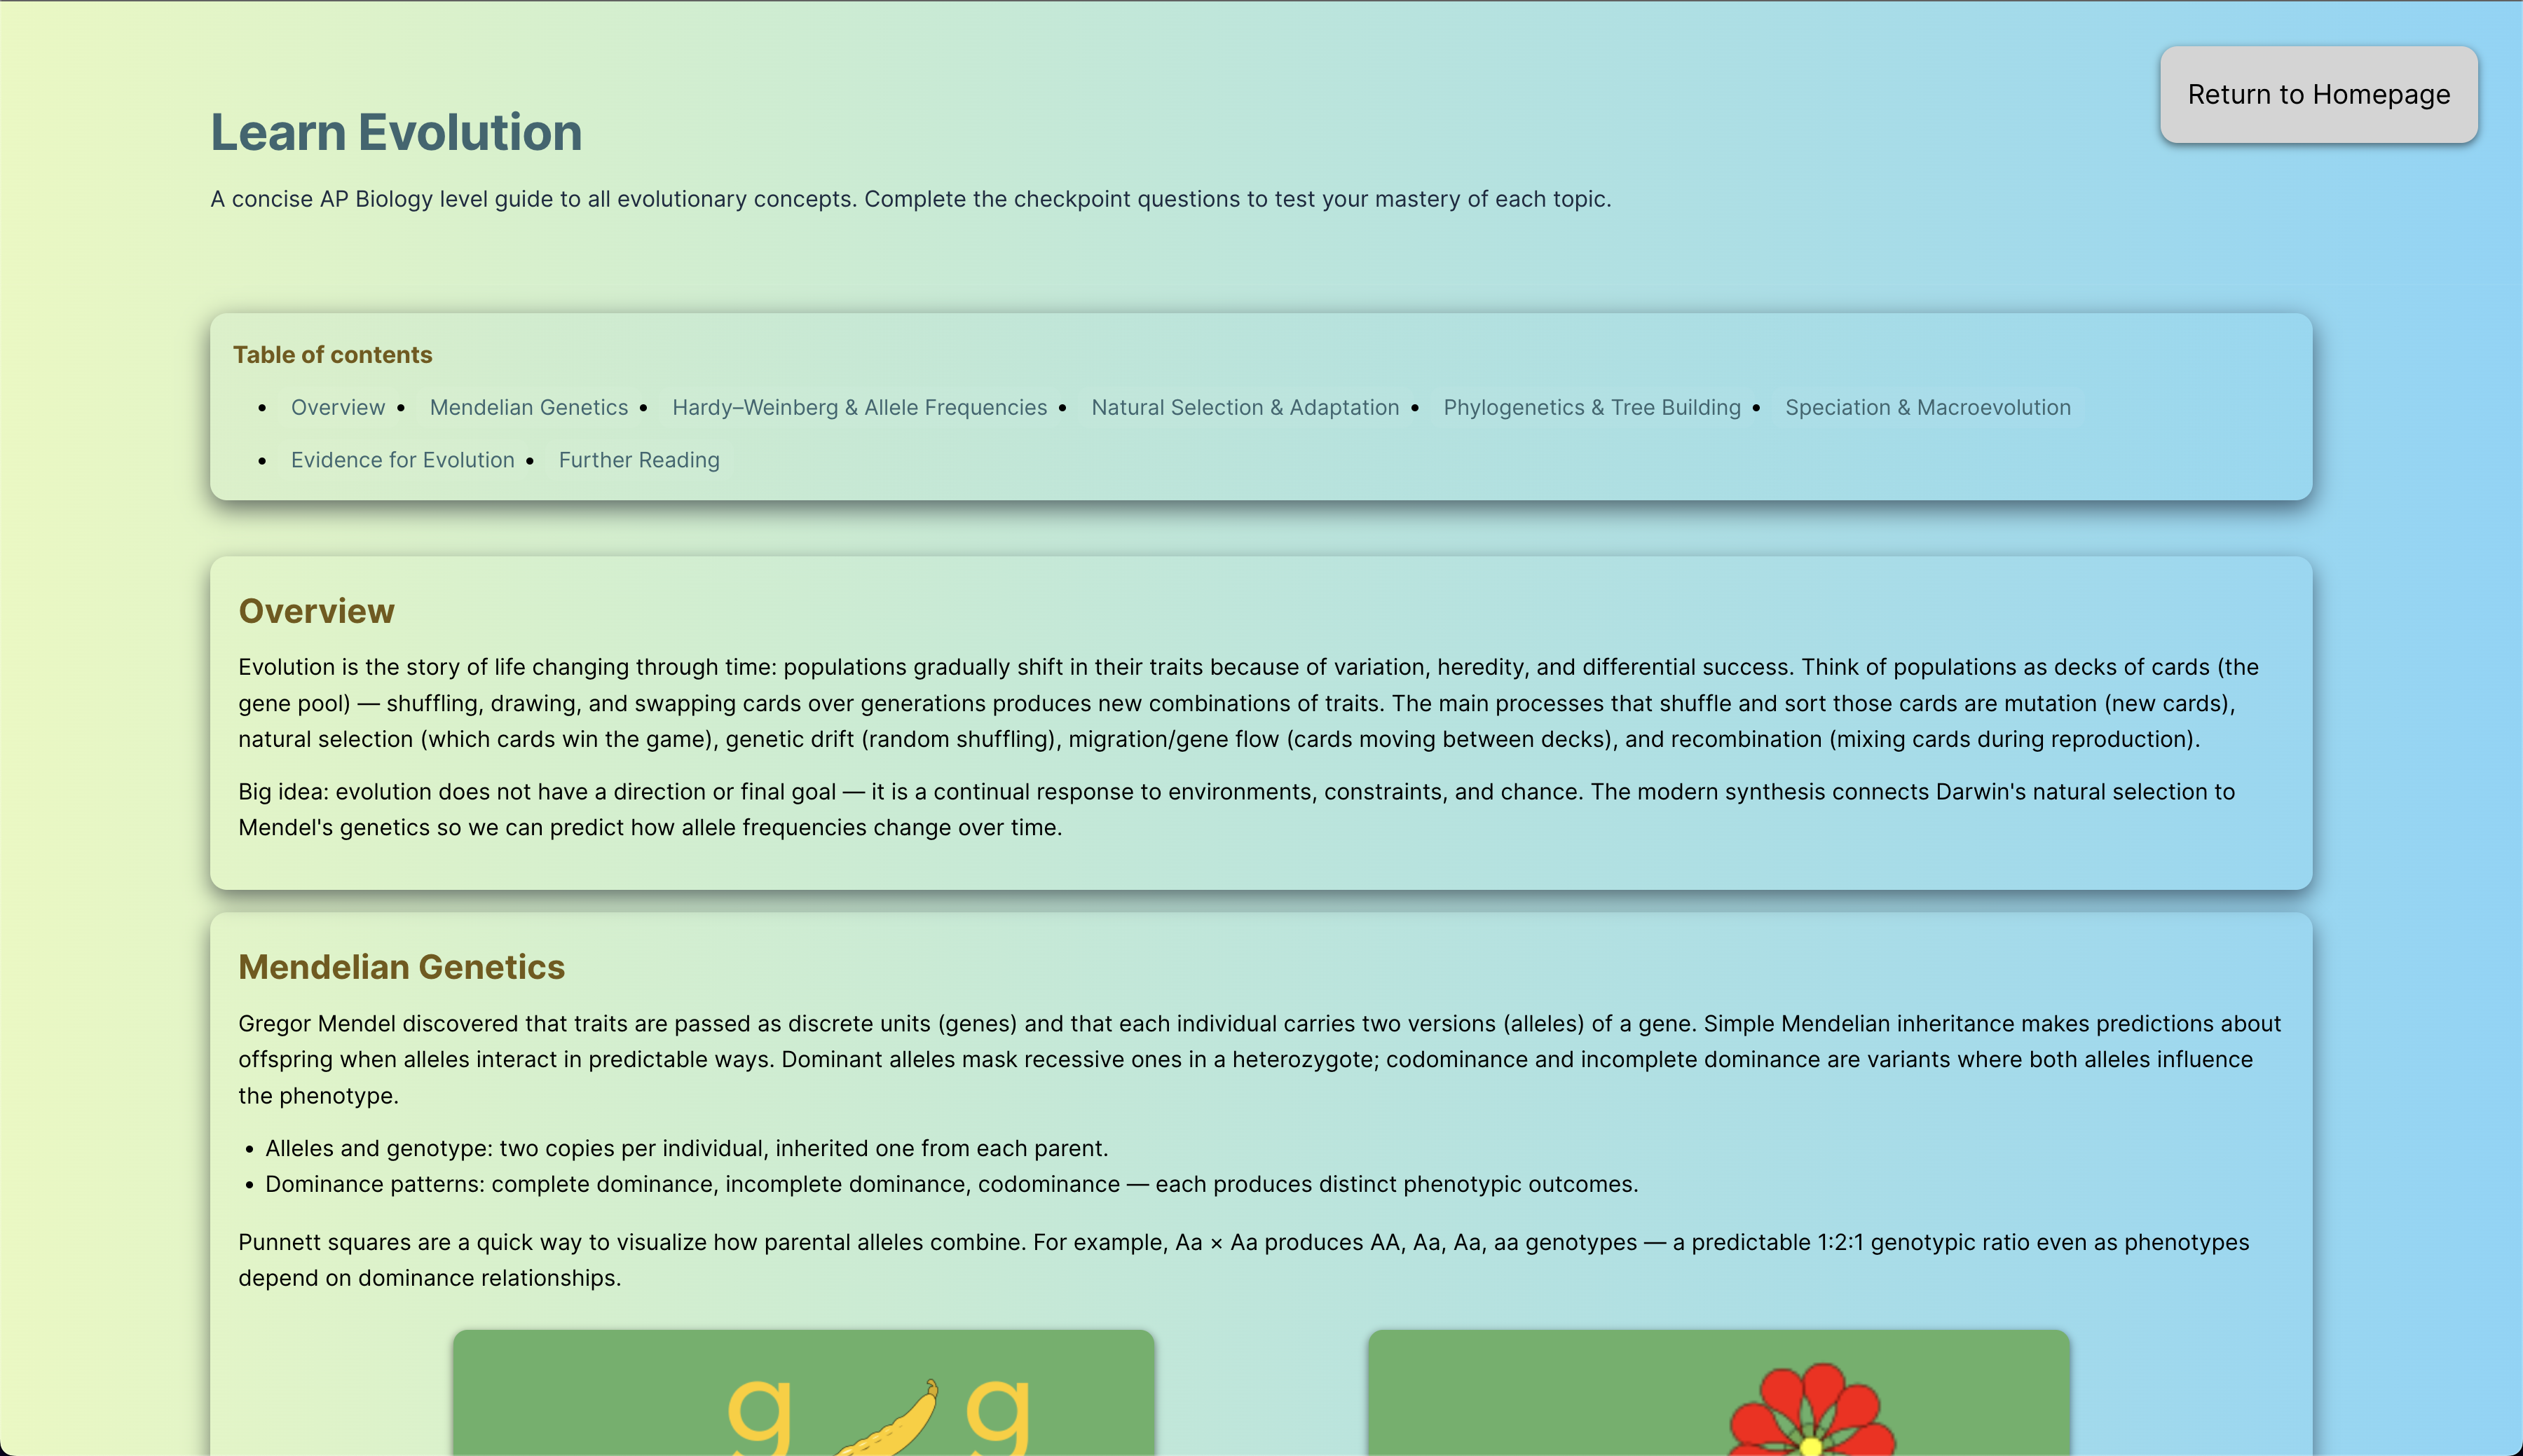 Return to Homepage
Learn Evolution
A concise AP Biology level guide to all evolutionary concepts. Complete the checkpoint questions to test your mastery of each topic.
Table of contents
• Overview • Mendelian Genetics • Hardy–Weinberg & Allele Frequencies • Natural Selection & Adaptation • Phylogenetics & Tree Building • Speciation & Macroevolution
• Evidence for Evolution • Further Reading
Overview
Evolution is the story of life changing through time: populations gradually shift in their traits because of variation, heredity, and differential success. Think of populations as decks of cards (the
gene pool) — shuffling, drawing, and swapping cards over generations produces new combinations of traits. The main processes that shuffle and sort those cards are mutation (new cards),
natural selection (which cards win the game), genetic drift (random shuffling), migration/gene flow (cards moving between decks), and recombination (mixing cards during reproduction).
Big idea: evolution does not have a direction or final goal — it is a continual response to environments, constraints, and chance. The modern synthesis connects Darwin's natural selection to
Mendel's genetics so we can predict how allele frequencies change over time.
Mendelian Genetics
Gregor Mendel discovered that traits are passed as discrete units (genes) and that each individual carries two versions (alleles) of a gene. Simple Mendelian inheritance makes predictions about
offspring when alleles interact in predictable ways. Dominant alleles mask recessive ones in a heterozygote; codominance and incomplete dominance are variants where both alleles influence
the phenotype.
• Alleles and genotype: two copies per individual, inherited one from each parent.
• Dominance patterns: complete dominance, incomplete dominance, codominance — each produces distinct phenotypic outcomes.
Punnett squares are a quick way to visualize how parental alleles combine. For example, Aa × Aa produces AA, Aa, Aa, aa genotypes — a predictable 1:2:1 genotypic ratio even as phenotypes
depend on dominance relationships.
g g